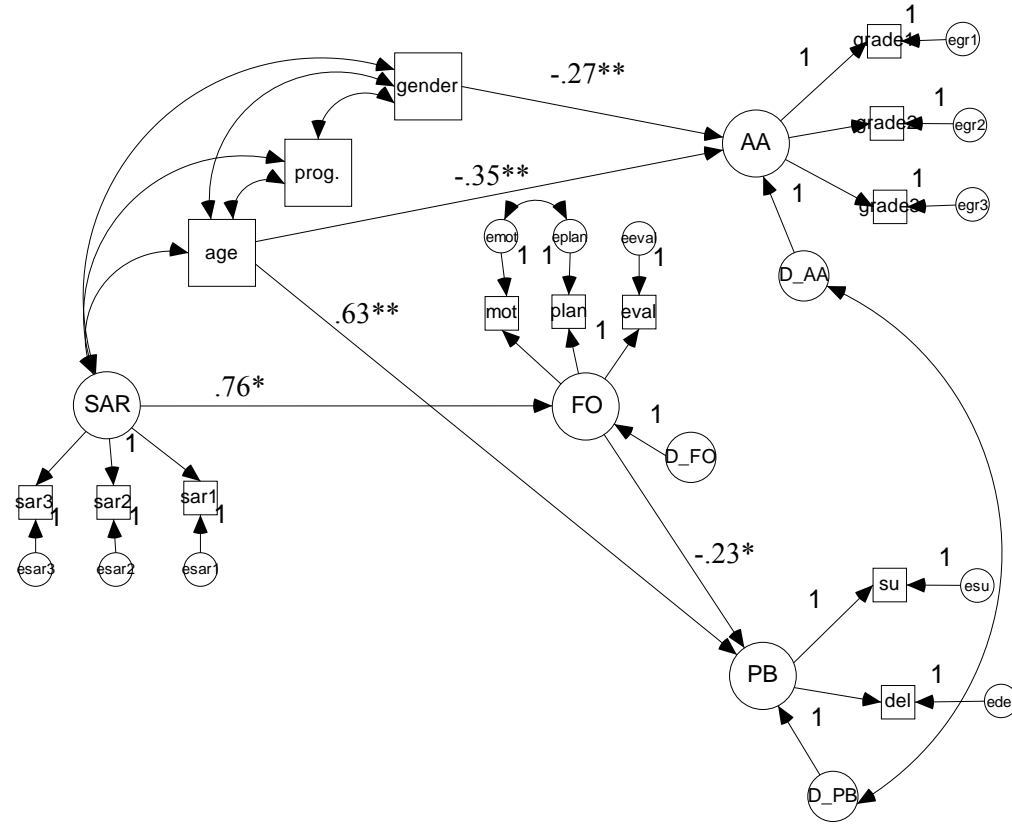 1
grade1
1
egr1
gender
-.27**
1
AA
grade2
1
egr2
prog.
-.35**
1
grade3
1
egr3
age
emot
eplan
eeval
1
1
1
D_AA
mot
plan
eval
.63**
1
SAR
.76*
FO
1
1
D_FO
sar3
1
sar2
1
sar1
1
esar3
esar2
esar1
-.23*
1
su
1
esu
PB
1
del
1
ede
1
D_PB